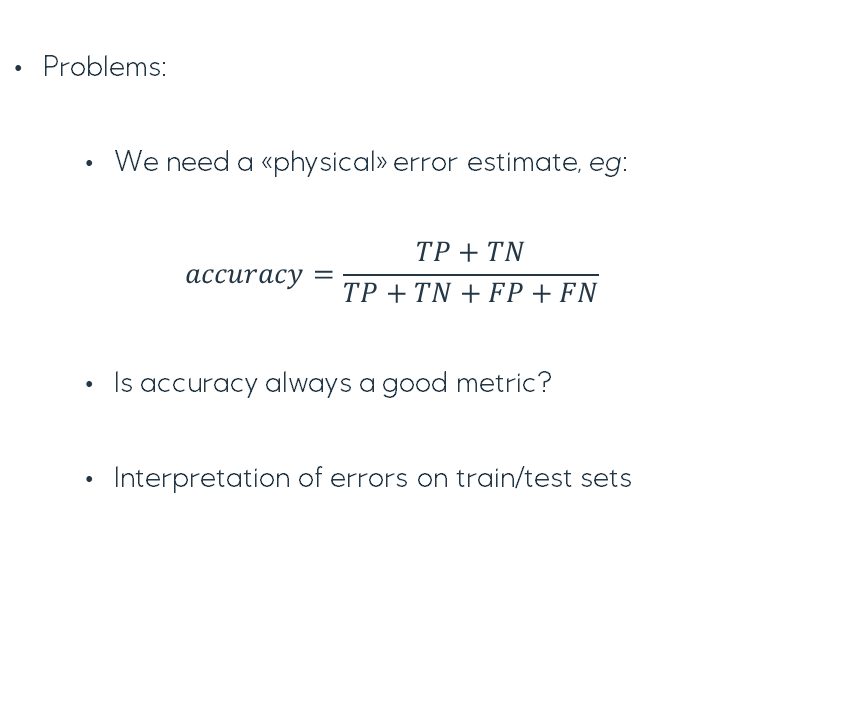 • Problems:
• We need a «physical» error estimate, eg:
accuracy = (TP + TN) / (TP + TN + FP + FN)
• Is accuracy always a good metric?
• Interpretation of errors on train/test sets